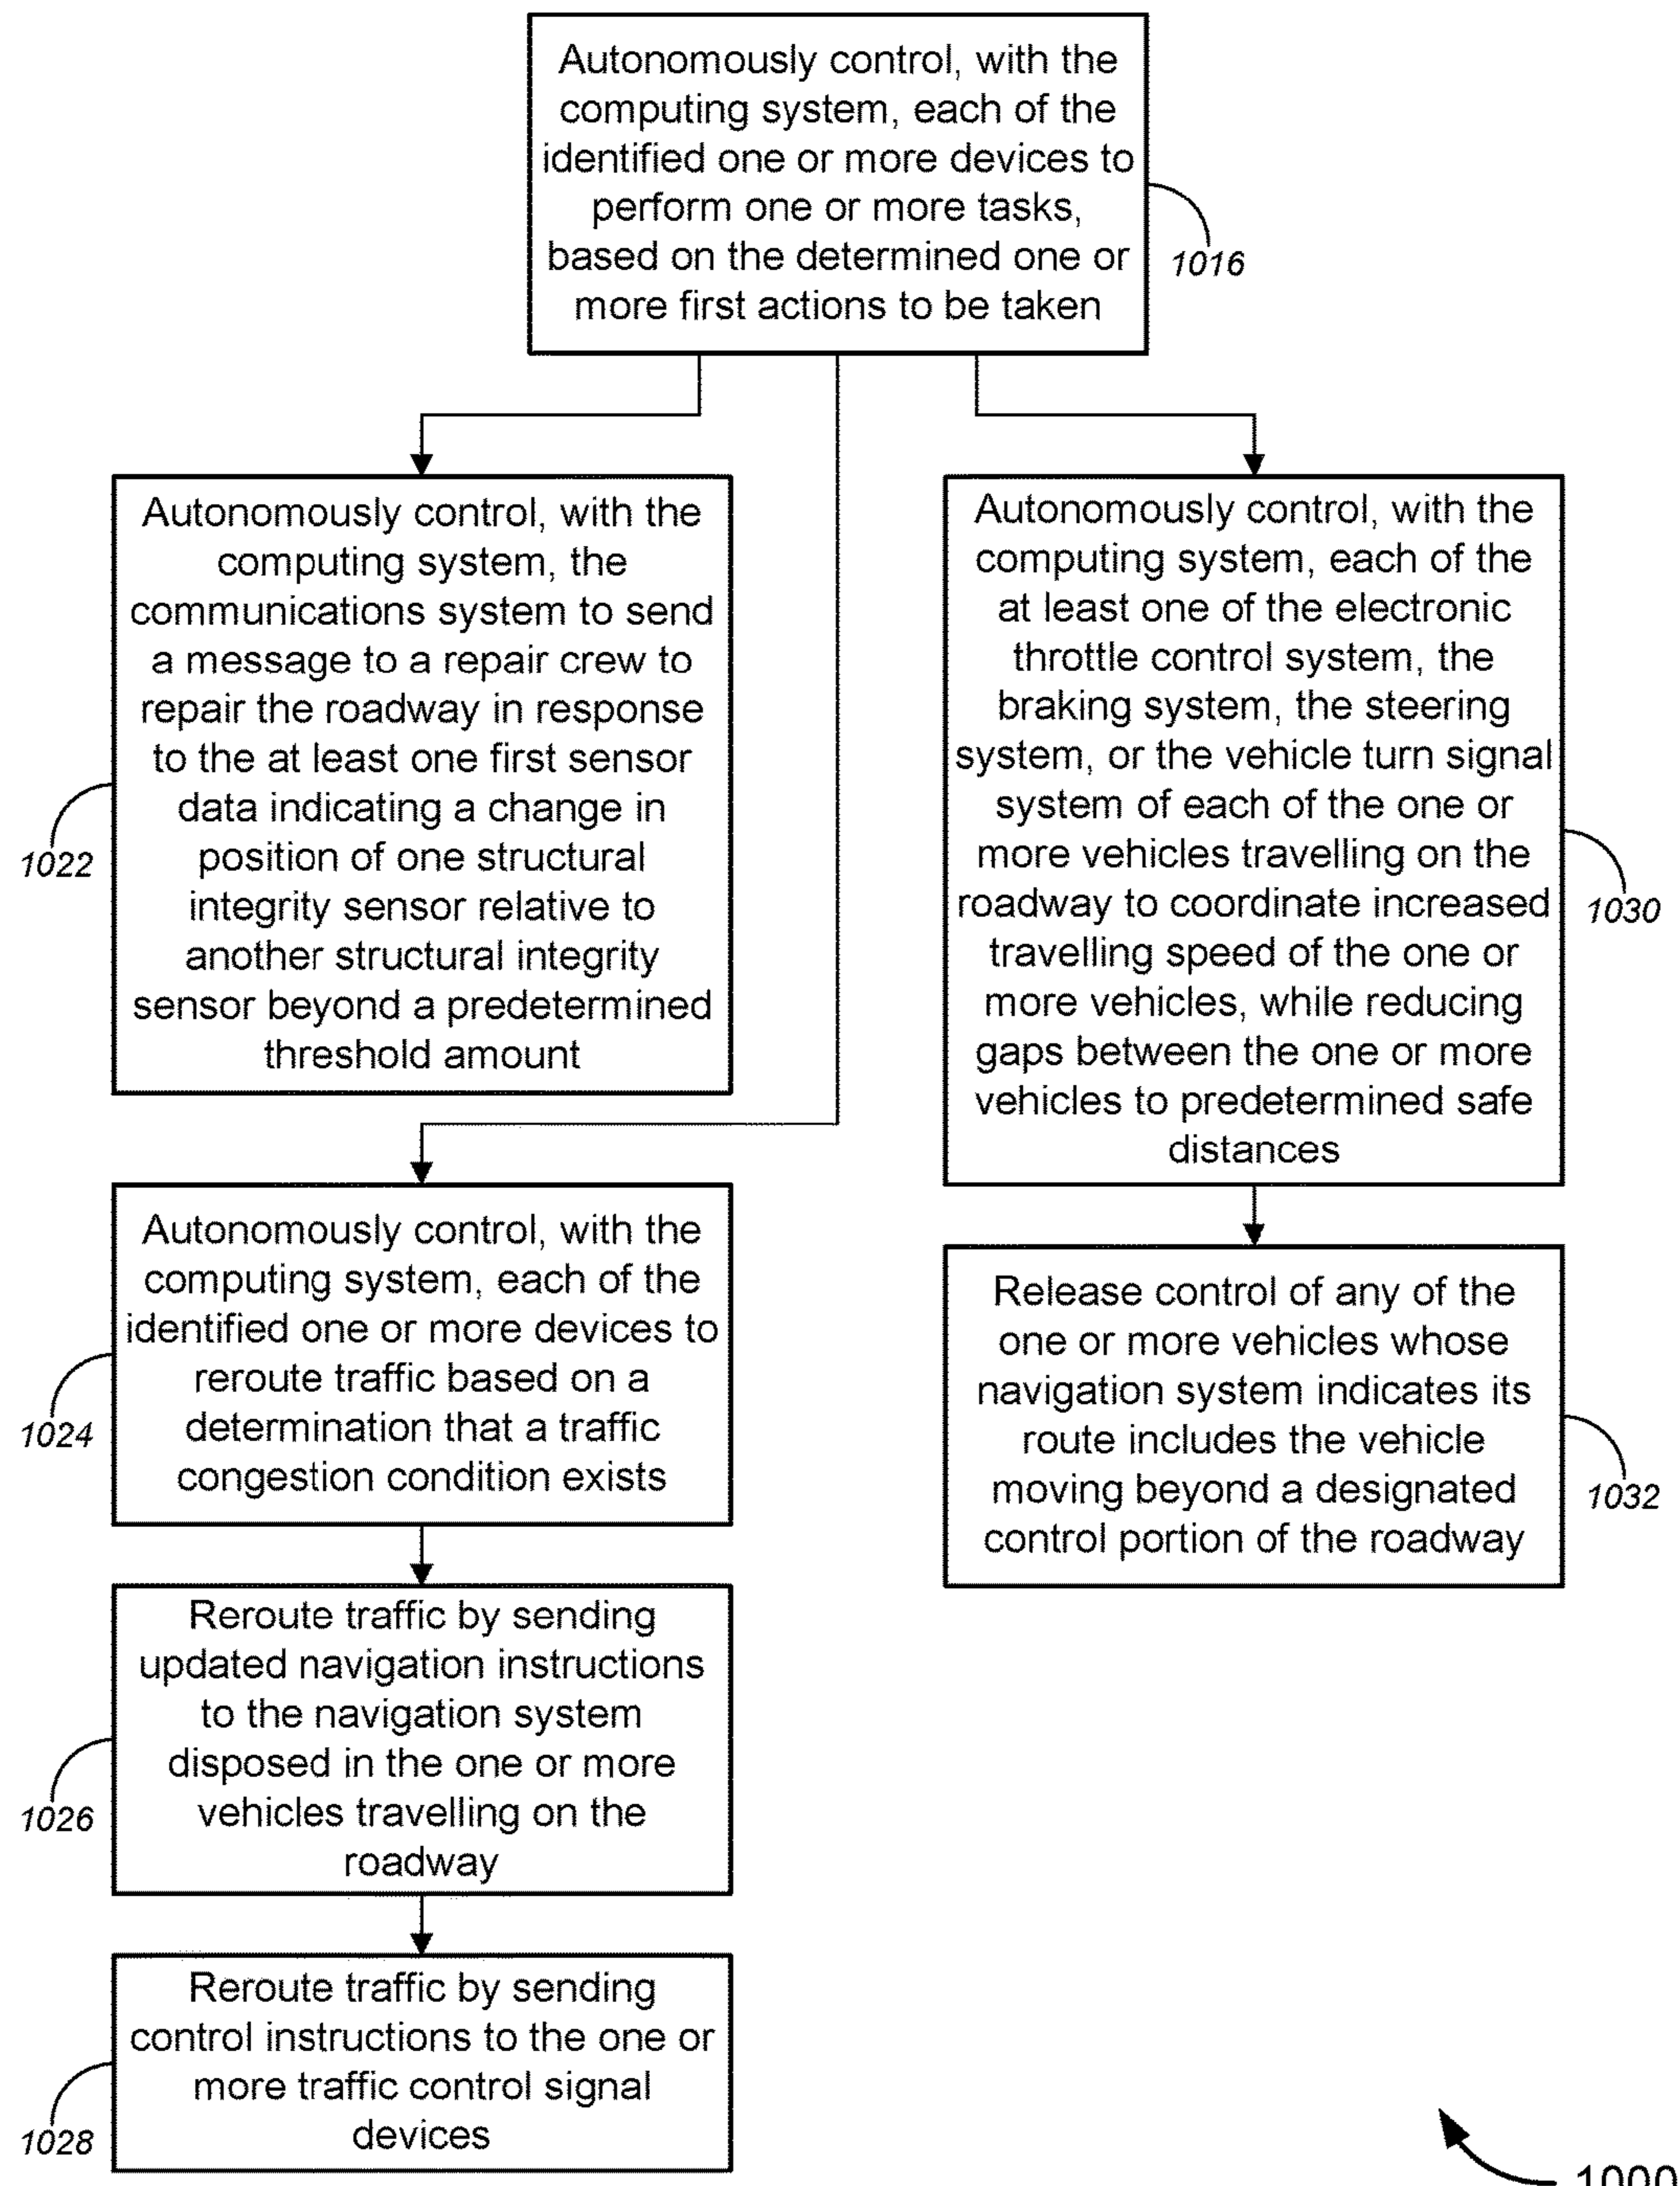 Autonomously control, with the
computing system, each of the
identified one or more devices to
perform one or more tasks,
based on the determined one or
more first actions to be taken
1016
Autonomously control, with the
computing system, the
communications system to send
a message to a repair crew to
repair the roadway in response
to the at least one first sensor
data indicating a change in
position of one structural
integrity sensor relative to
another structural integrity
sensor beyond a predetermined
threshold amount
1022
Autonomously control, with the
computing system, each of the
identified one or more devices to
reroute traffic based on a
determination that a traffic
congestion condition exists
1024
Reroute traffic by sending
updated navigation instructions
to the navigation system
disposed in the one or more
vehicles travelling on the
roadway
1026
Reroute traffic by sending
control instructions to the one or
more traffic control signal
devices
1028
Autonomously control, with the
computing system, each of the
at least one of the electronic
throttle control system, the
braking system, the steering
system, or the vehicle turn signal
system of each of the one or
more vehicles travelling on the
roadway to coordinate increased
travelling speed of the one or
more vehicles, while reducing
gaps between the one or more
vehicles to predetermined safe
distances
1030
Release control of any of the
one or more vehicles whose
navigation system indicates its
route includes the vehicle
moving beyond a designated
control portion of the roadway
1032
1000